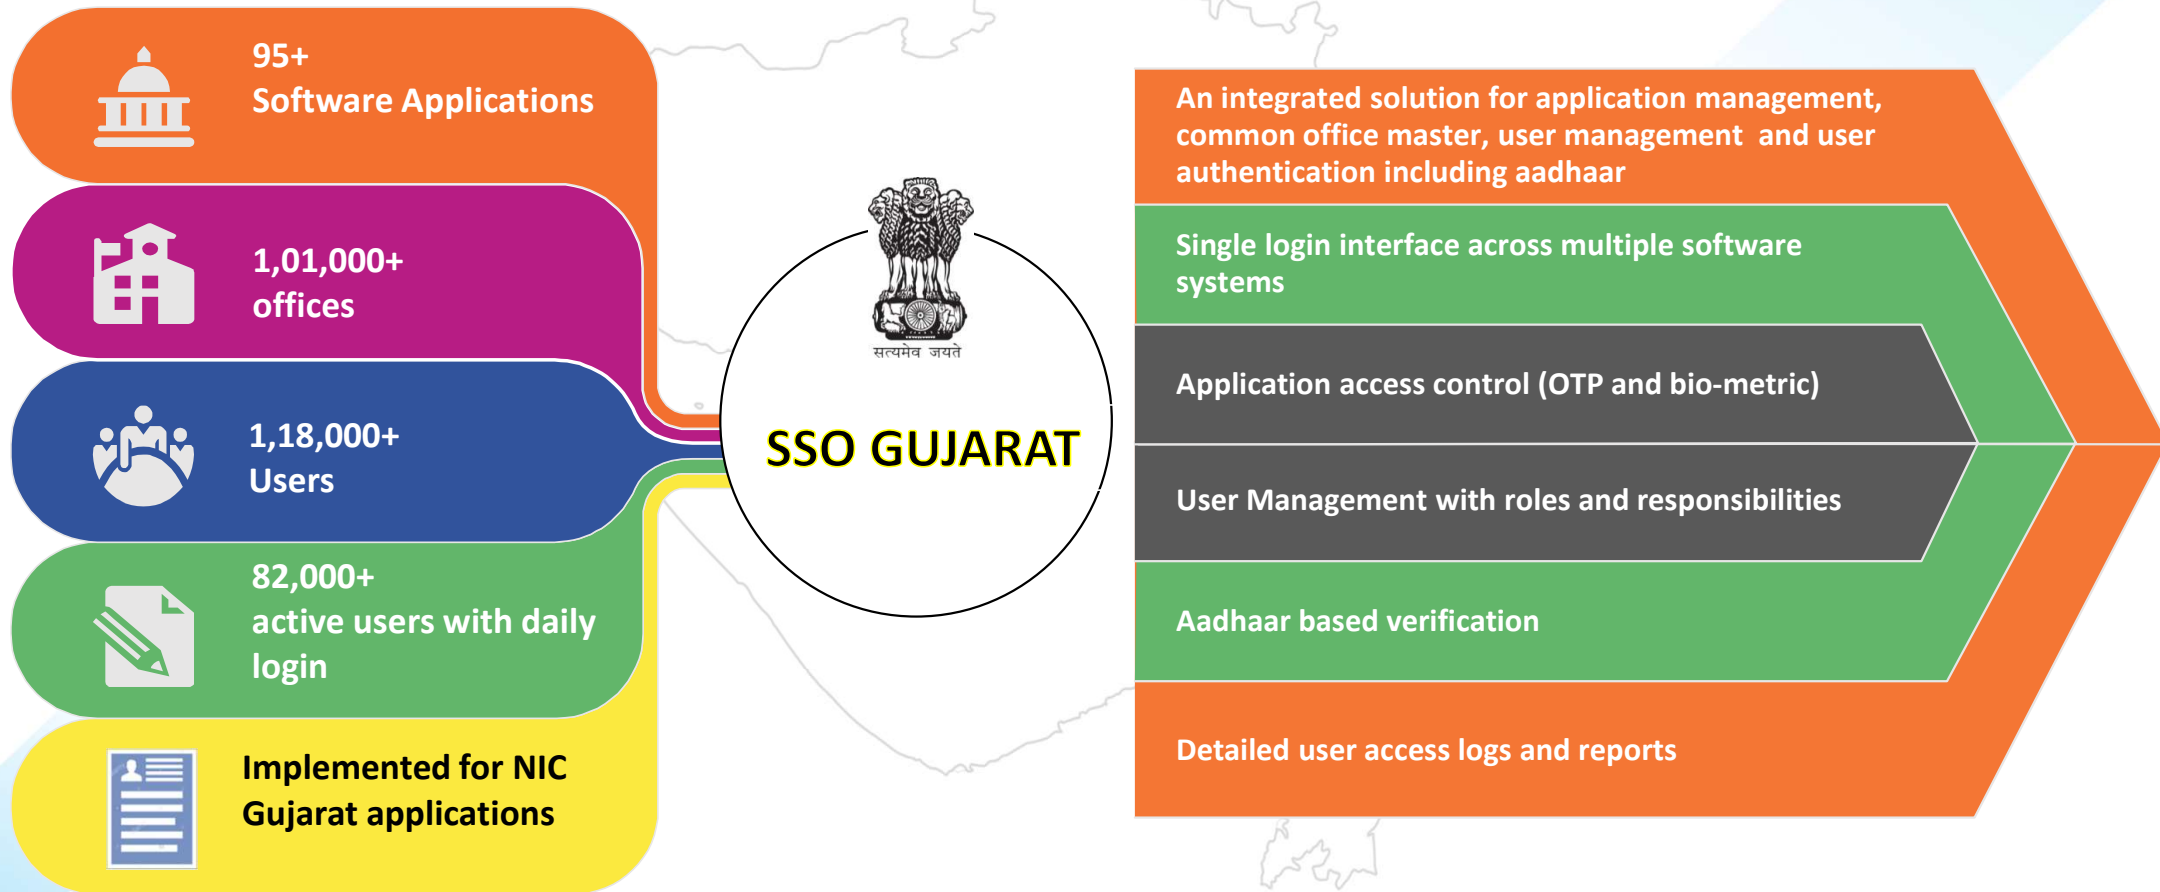 95+
Software Applications
1,01,000+
offices
1,18,000+
Users
82,000+
active users with daily
login
Implemented for NIC
Gujarat applications
सत्यमेव जयते
SSO GUJARAT
An integrated solution for application management,
common office master, user management and user
authentication including aadhaar
Single login interface across multiple software
systems
Application access control (OTP and bio-metric)
User Management with roles and responsibilities
Aadhaar based verification
Detailed user access logs and reports